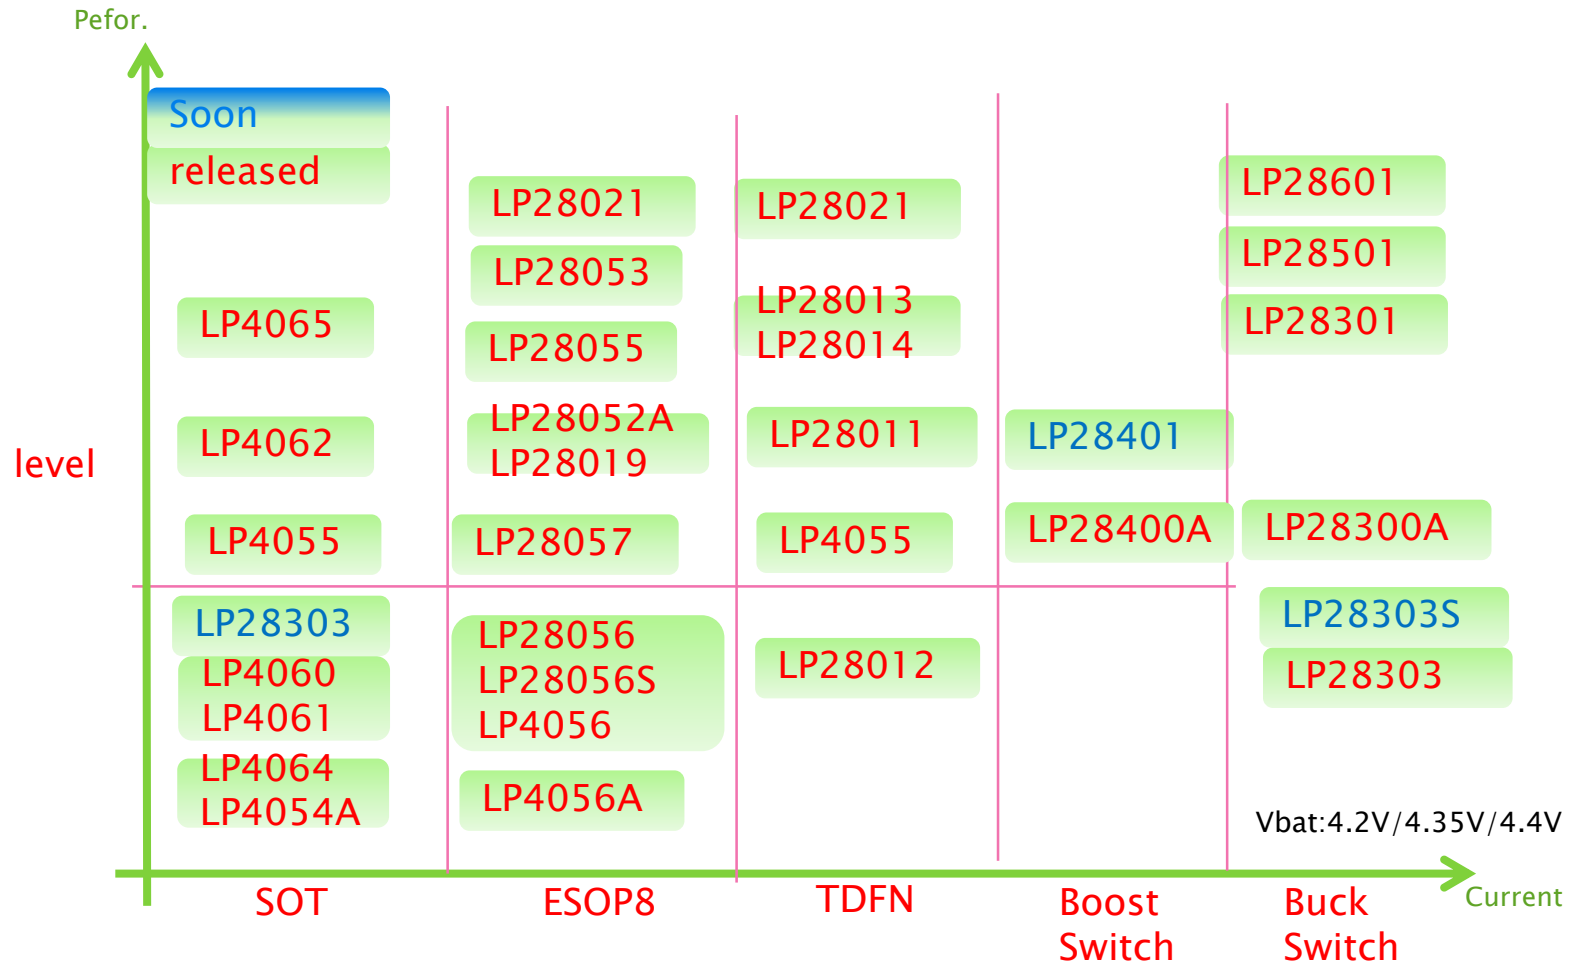 Pefor.
Soon
released
level
LP4065
LP4062
LP4055
LP28303
LP4060
LP4061
LP4064
LP4054A
LP28021
LP28053
LP28055
LP28052A
LP28019
LP28057
LP28056
LP28056S
LP4056
LP4056A
LP28021
LP28013
LP28014
LP28011
LP4055
LP28012
LP28401
LP28400A
LP28601
LP28501
LP28301
LP28300A
LP28303S
LP28303
Vbat:4.2V/4.35V/4.4V
SOT
ESOP8
TDFN
Boost
Switch
Buck
Switch
Current